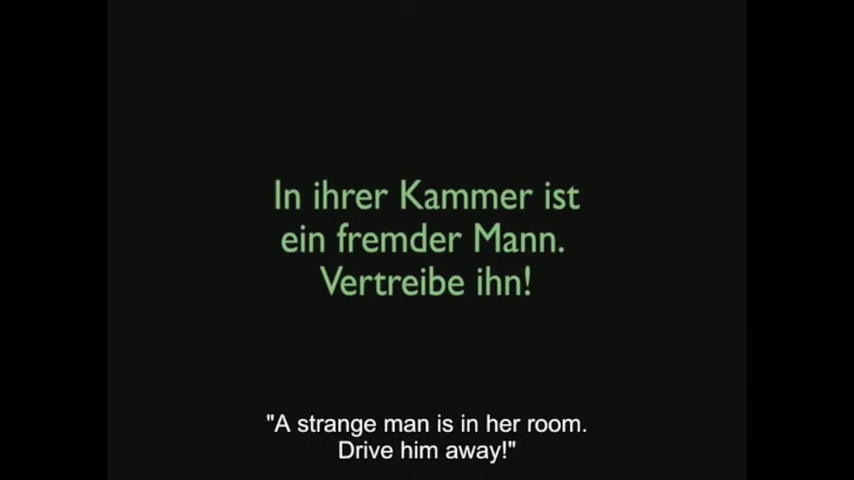 In ihrer Kammer ist
ein fremder Mann.
Vertreibe ihn!
"A strange man is in her room.
Drive him away!"